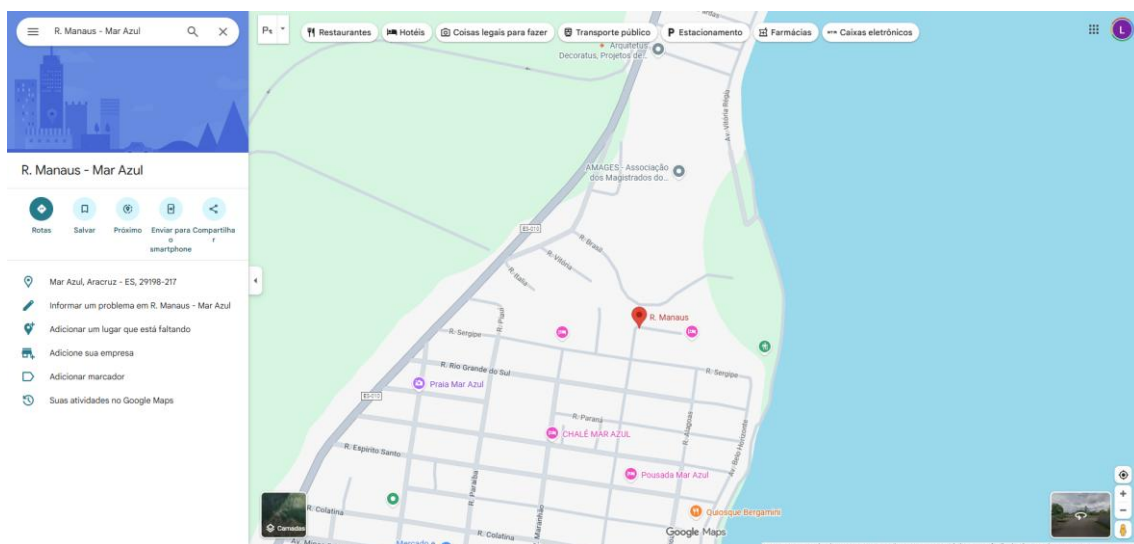 R. Manaus - Mar Azul
Restaurantes
Hotéis
Coisas legais para fazer
Transporte público
P Estacionamento
Farmácias
Caixas eletrônicos
L
R. Manaus - Mar Azul
Rotas
Salvar
Próximo
Enviar para
o
smartphone
Compartilha
r
Mar Azul, Aracruz - ES, 29198-217
Informar um problema em R. Manaus - Mar Azul
Adicionar um lugar que está faltando
Adicione sua empresa
Adicionar marcador
Suas atividades no Google Maps
Arquitetus
Decoratus, Projetos de...
Av. Vitória Régia
AMAGES - Associação
dos Magistrados do...
ES-010
R. Brasil
R. Vitória
R. Itália
R. Piauí
R. Manaus
R. Sergipe
R. Sergipe
R. Rio Grande do Sul
Praia Mar Azul
ES-010
R. Paraná
R. Alagoas
CHALÉ MAR AZUL
Av. Belo Horizonte
R. Espírito Santo
R. Paraíba
Pousada Mar Azul
R. Maranhão
Quiosque Bergamini
R. Colatina
R. Colatina
Camadas
Google Maps
Mercado e